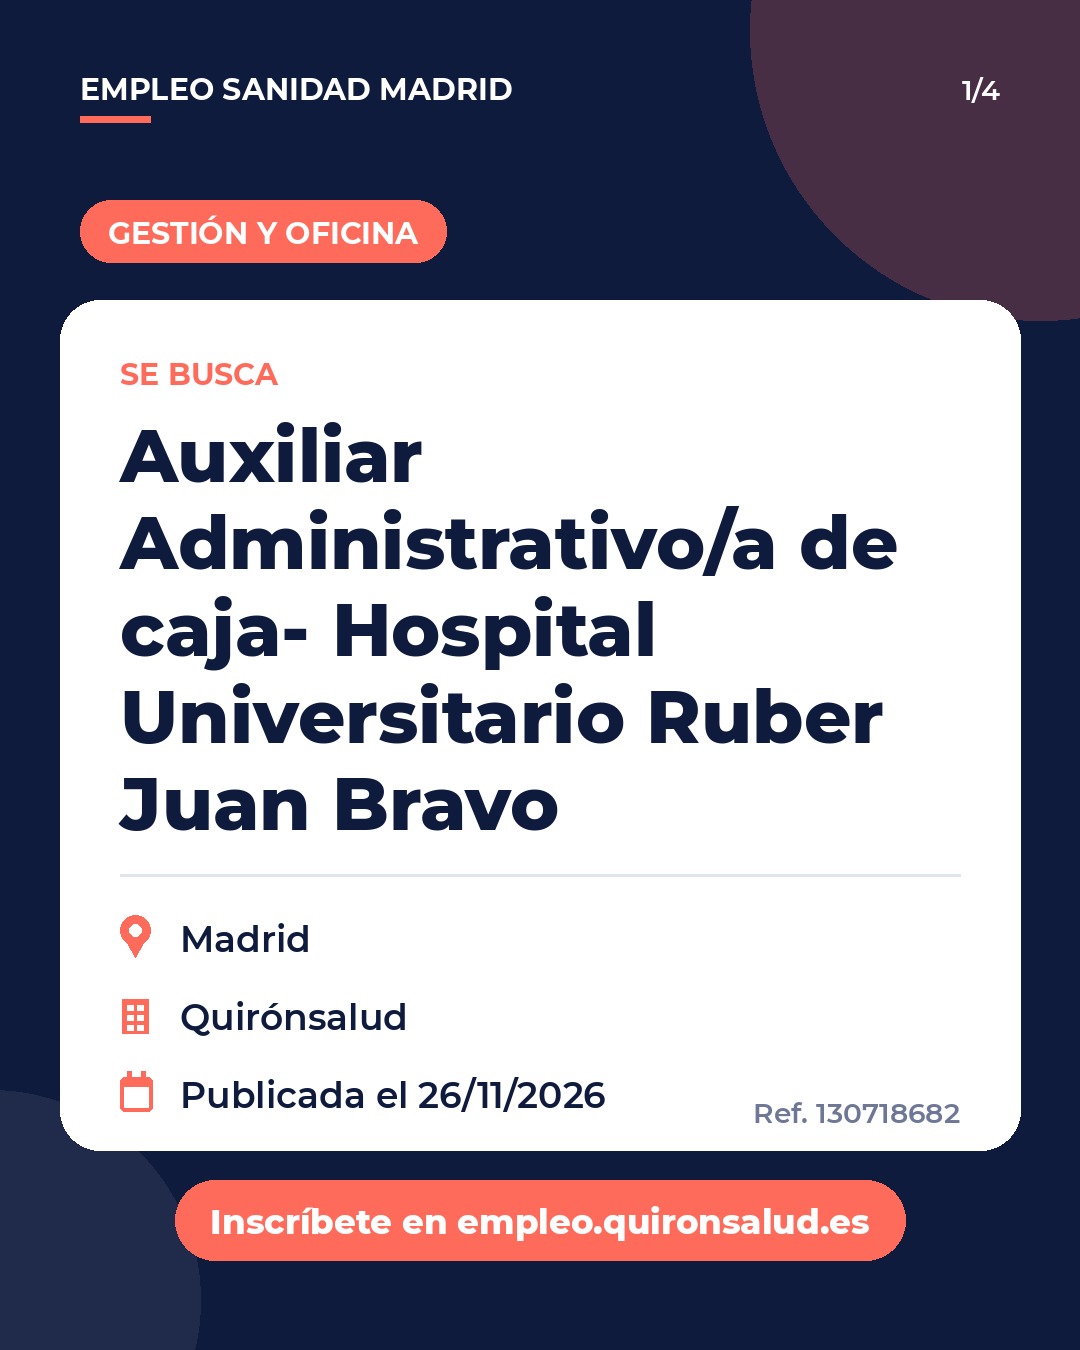 EMPLEO SANIDAD MADRID
1/4
GESTIÓN Y OFICINA
SE BUSCA
Auxiliar
Administrativo/a de
caja- Hospital
Universitario Ruber
Juan Bravo
Madrid
Quirónsalud
Publicada el 26/11/2026
Ref. 130718682
Inscríbete en empleo.quironsalud.es